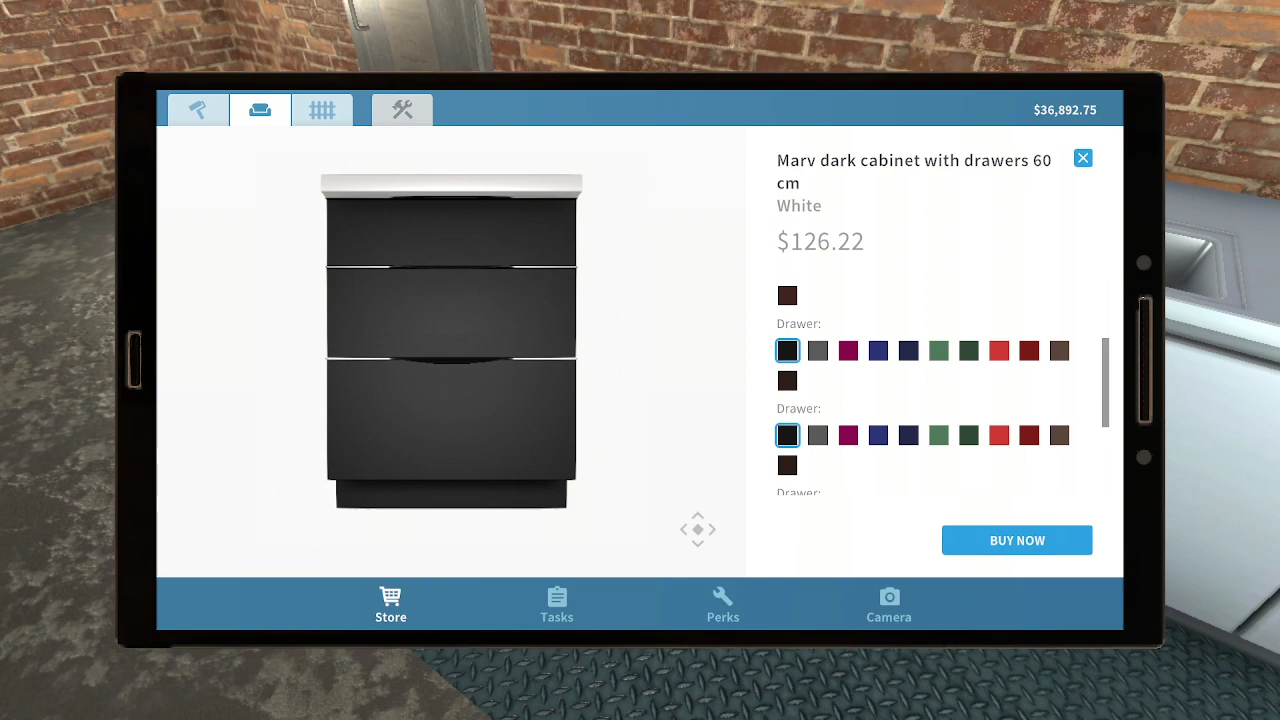 $36,892.75
Marv dark cabinet with drawers 60
cm
White
$126.22
Drawer:
Drawer:
Drawer:
BUY NOW
Store
Tasks
Perks
Camera